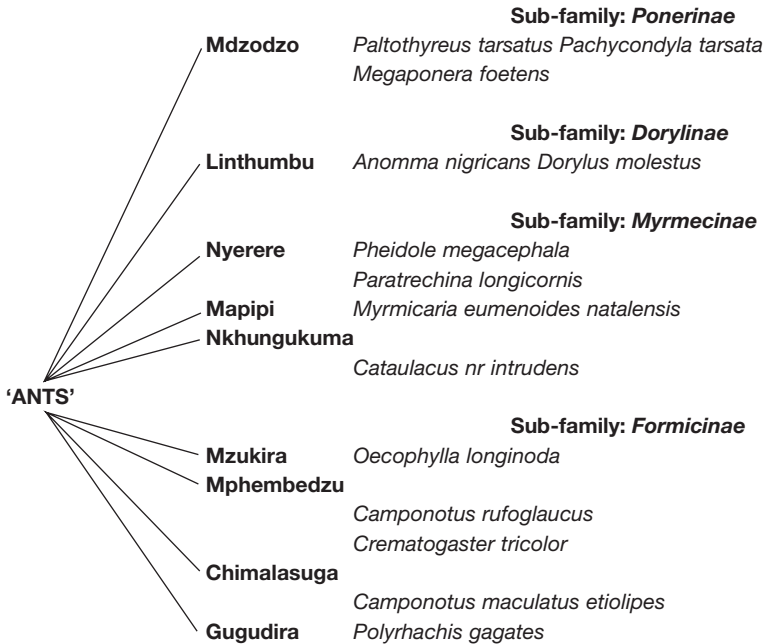 Sub-family: Ponerinae
Mdzodzo Paltothyreus tarsatus Pachycondyla tarsata
Megaponera foetens
Sub-family: Dorylinae
Linthumbu Anomma nigricans Dorylus molestus
Sub-family: Myrmecinae
Nyerere Pheidole megacephala
Paratrechina longicornis
Mapipi Myrmicaria eumenoides natalensis
Nkhungukuma
Cataulacus nr intrudens
‘ANTS’
Sub-family: Formicinae
Mzukira Oecophylla longinoda
Mphembedzu
Camponotus rufoglaucus
Crematogaster tricolor
Chimalasuga
Camponotus maculatus etiolipes
Gugudira Polyrhachis gagates